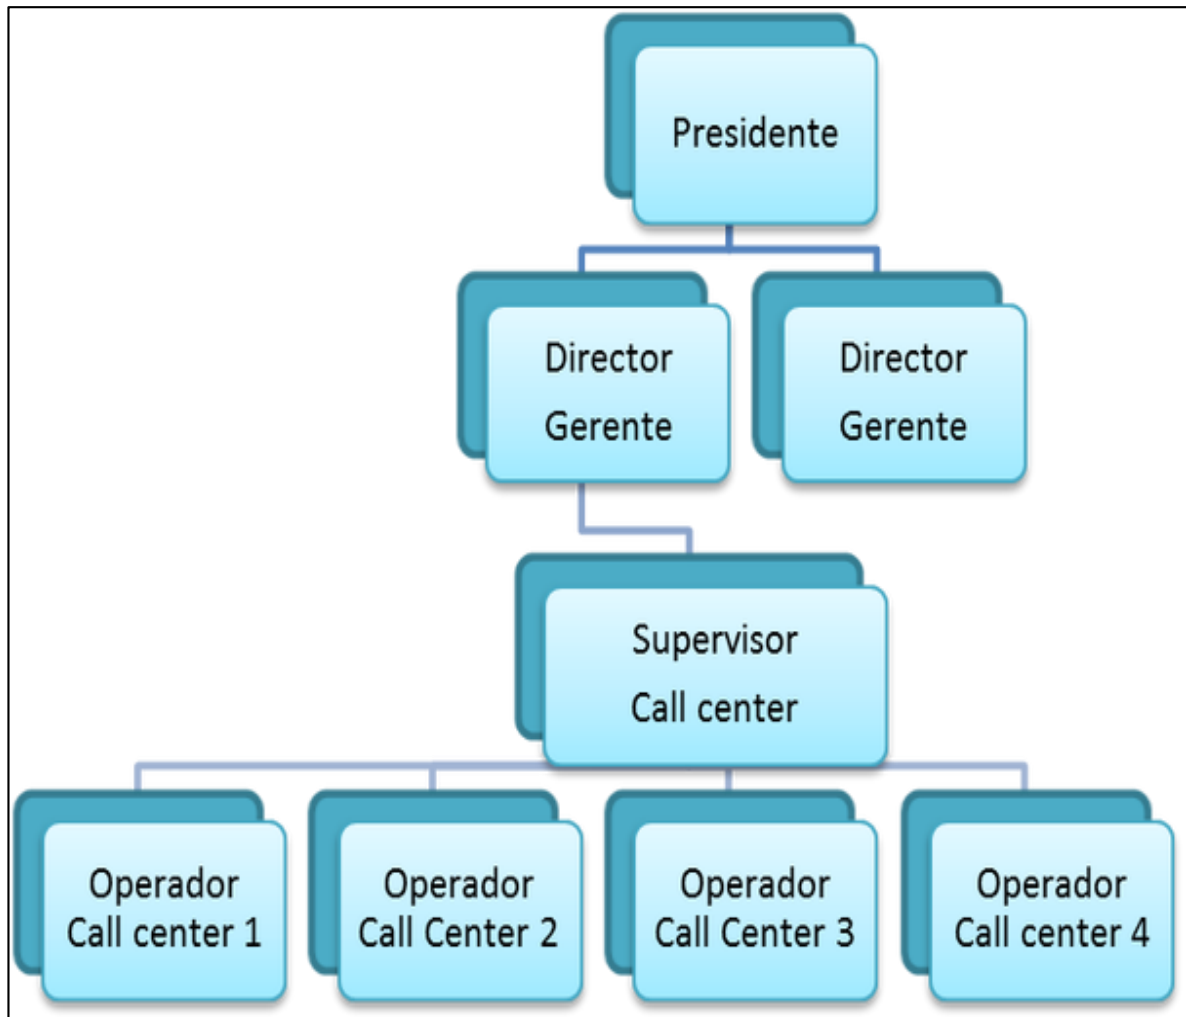 Presidente
Director
Gerente
Director
Gerente
Supervisor
Call center
Operador
Call center 1
Operador
Call Center 2
Operador
Call Center 3
Operador
Call center 4